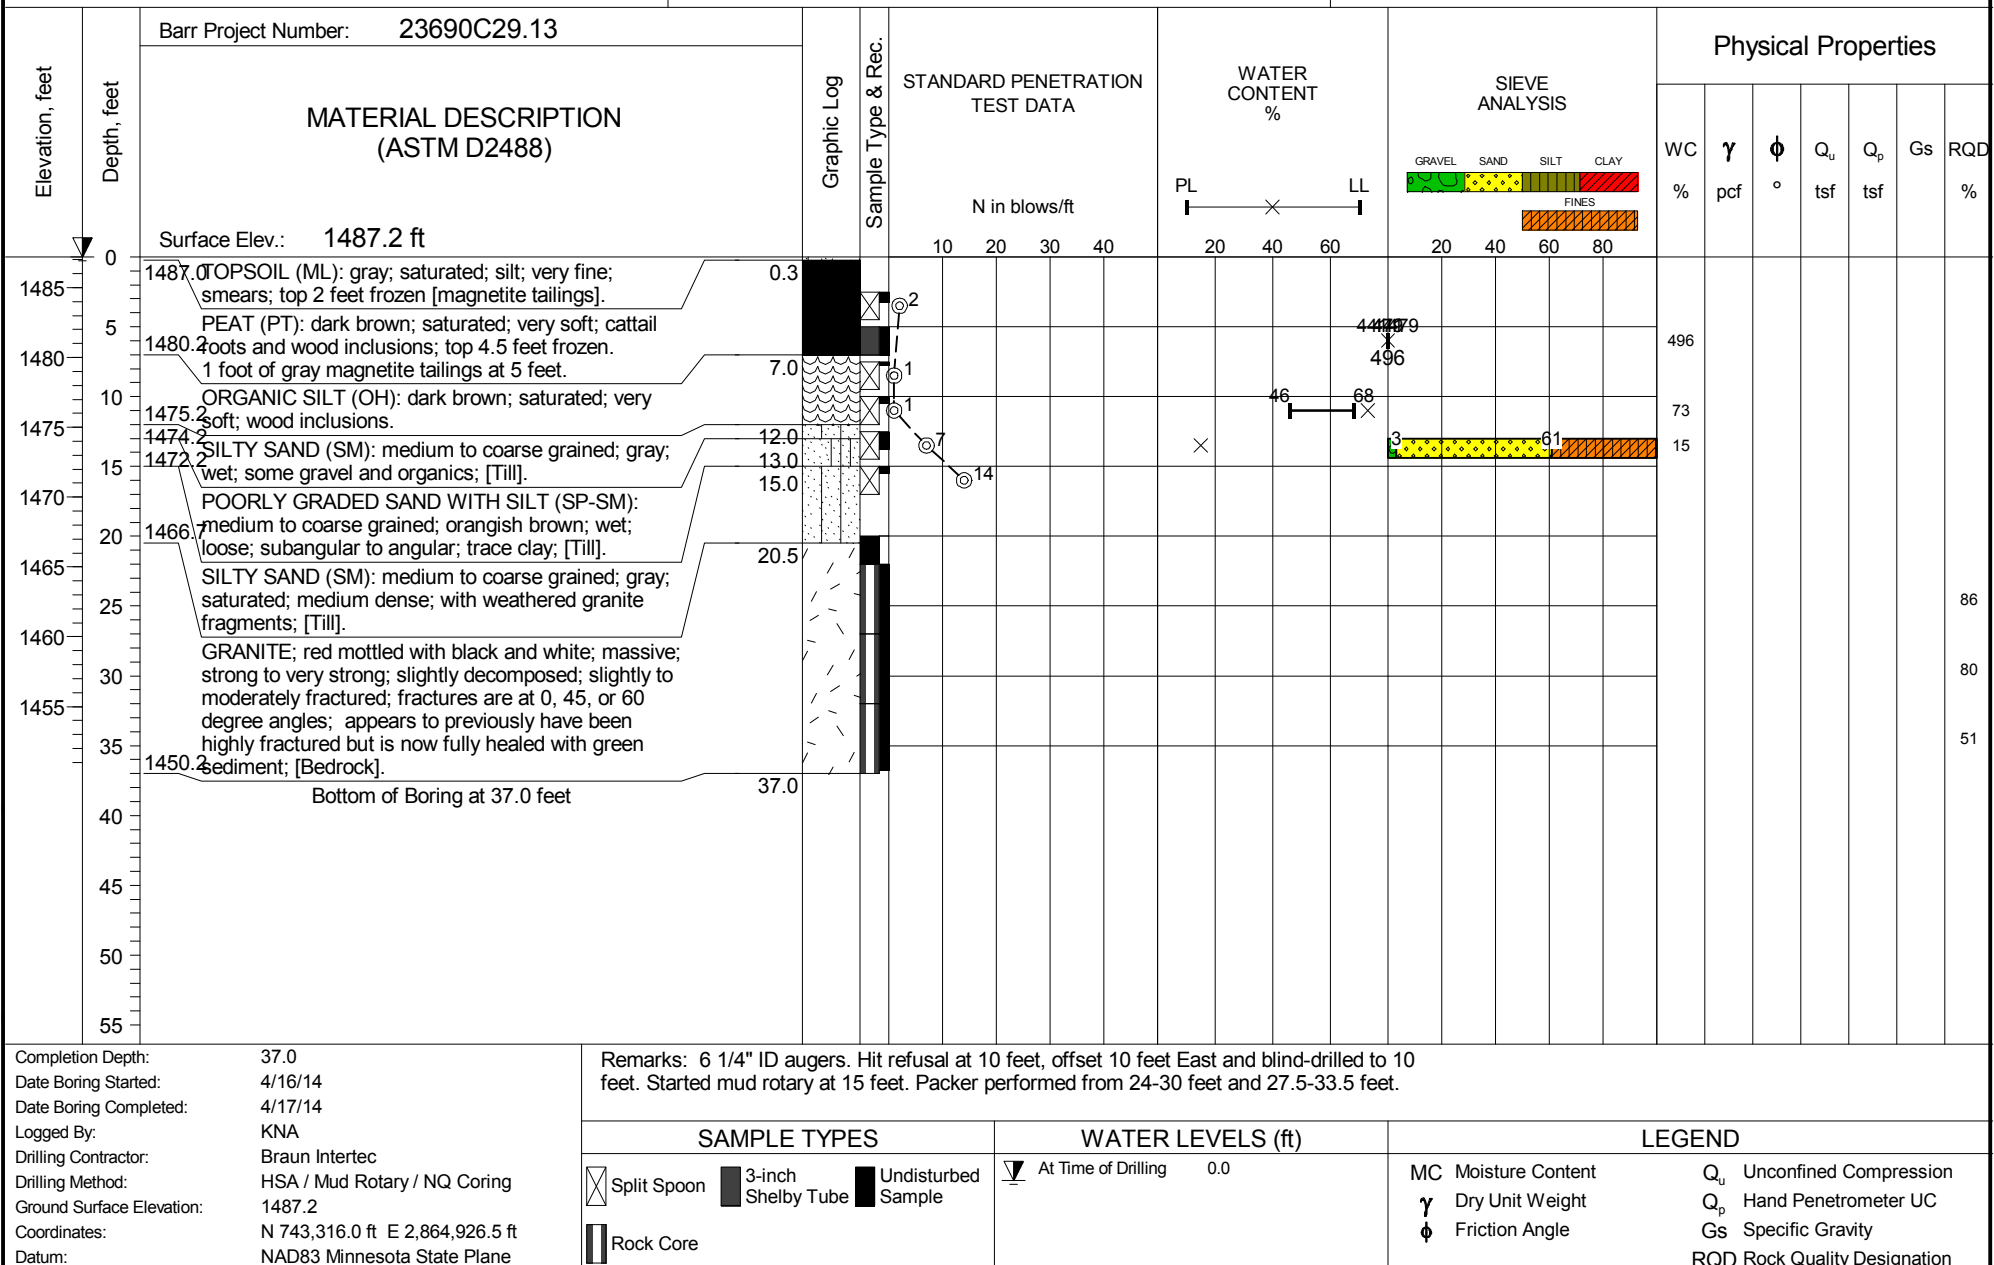 Barr Project Number: 23690C29.13
Elevation, feet
Depth, feet
MATERIAL DESCRIPTION
(ASTM D2488)
Surface Elev.: 1487.2 ft
Graphic Log
Sample Type & Rec.
STANDARD PENETRATION
TEST DATA
N in blows/ft
10 20 30 40
WATER
CONTENT
%
PL LL
20 40 60
SIEVE
ANALYSIS
GRAVEL SAND SILT CLAY
FINES
20 40 60 80
Physical Properties
WC γ ϕ Qu Qp Gs RQD
% pcf ° tsf tsf %
0
5
10
15
20
25
30
35
40
45
50
55
1485
1480
1475
1470
1465
1460
1455
1487.0
TOPSOIL (ML): gray; saturated; silt; very fine;
smears; top 2 feet frozen [magnetite tailings].
0.3
PEAT (PT): dark brown; saturated; very soft; cattail
roots and wood inclusions; top 4.5 feet frozen.
1 foot of gray magnetite tailings at 5 feet.
1480.2
7.0
ORGANIC SILT (OH): dark brown; saturated; very
soft; wood inclusions.
1475.2
12.0
1474.2
SILTY SAND (SM): medium to coarse grained; gray;
wet; some gravel and organics; [Till].
13.0
1472.2
15.0
POORLY GRADED SAND WITH SILT (SP-SM):
medium to coarse grained; orangish brown; wet;
loose; subangular to angular; trace clay; [Till].
1466.7
20.5
SILTY SAND (SM): medium to coarse grained; gray;
saturated; medium dense; with weathered granite
fragments; [Till].
GRANITE; red mottled with black and white; massive;
strong to very strong; slightly decomposed; slightly to
moderately fractured; fractures are at 0, 45, or 60
degree angles; appears to previously have been
highly fractured but is now fully healed with green
sediment; [Bedrock].
1450.2
37.0
Bottom of Boring at 37.0 feet
2
1
1
7
14
496
46 68
3 61
496
73
15
86
80
51
Completion Depth: 37.0
Date Boring Started: 4/16/14
Date Boring Completed: 4/17/14
Logged By: KNA
Drilling Contractor: Braun Intertec
Drilling Method: HSA / Mud Rotary / NQ Coring
Ground Surface Elevation: 1487.2
Coordinates: N 743,316.0 ft E 2,864,926.5 ft
Datum: NAD83 Minnesota State Plane
Remarks: 6 1/4" ID augers. Hit refusal at 10 feet, offset 10 feet East and blind-drilled to 10
feet. Started mud rotary at 15 feet. Packer performed from 24-30 feet and 27.5-33.5 feet.
SAMPLE TYPES
Split Spoon
3-inch
Shelby Tube
Undisturbed
Sample
Rock Core
WATER LEVELS (ft)
At Time of Drilling 0.0
LEGEND
MC Moisture Content
γ Dry Unit Weight
ϕ Friction Angle
Qu Unconfined Compression
Qp Hand Penetrometer UC
Gs Specific Gravity
RQD Rock Quality Designation